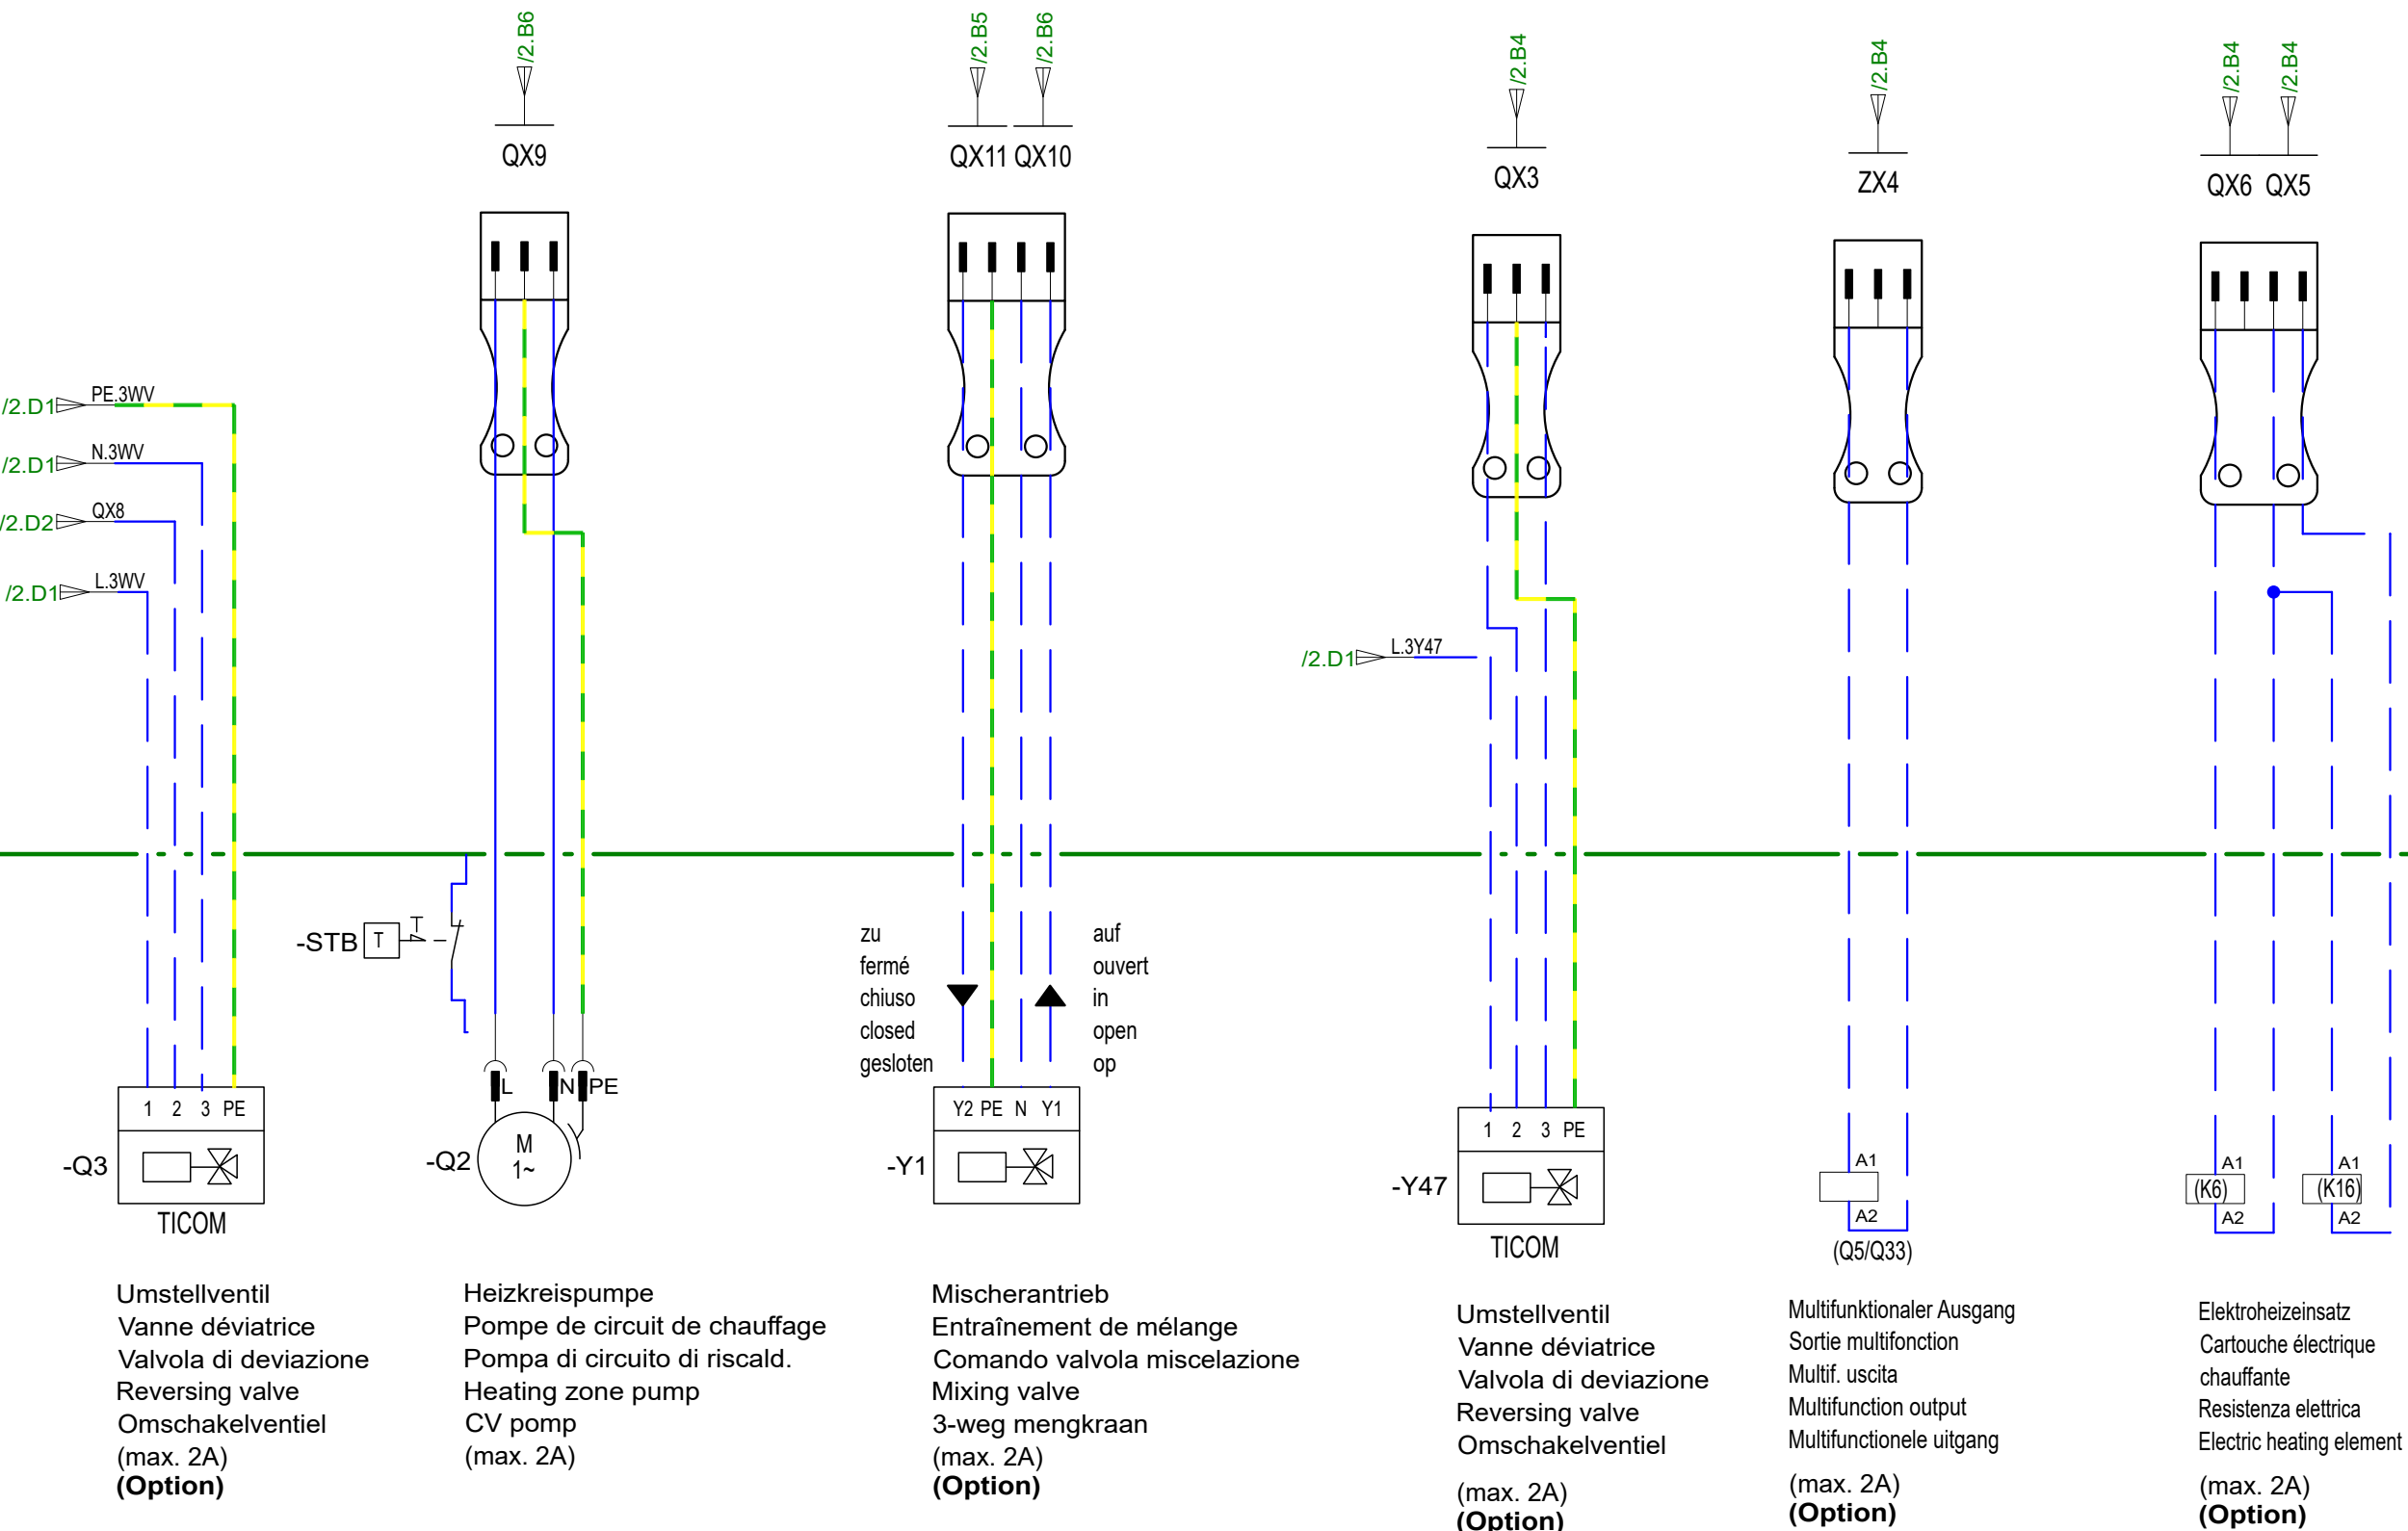 /2.B6
/2.B5
/2.B6
/2.B4
/2.B4
/2.B4
/2.B4
QX9
QX11 QX10
QX3
ZX4
QX6 QX5
/2.D1 PE.3WV
/2.D1 N.3WV
/2.D2 QX8
/2.D1 L.3WV
/2.D1 L.3Y47
-STB T
zu
fermé
chiuso
closed
gesloten
auf
ouvert
in
open
op
-Q3
1 2 3 PE
TICOM
Umstellventil
Vanne déviatrice
Valvola di deviazione
Reversing valve
Omschakelventiel
(max. 2A)
(Option)
L N PE
-Q2
M
1~
Heizkreispumpe
Pompe de circuit de chauffage
Pompa di circuito di riscald.
Heating zone pump
CV pomp
(max. 2A)
-Y1
Y2 PE N Y1
Mischerantrieb
Entraînement de mélange
Comando valvola miscelazione
Mixing valve
3-weg mengkraan
(max. 2A)
(Option)
-Y47
1 2 3 PE
TICOM
Umstellventil
Vanne déviatrice
Valvola di deviazione
Reversing valve
Omschakelventiel
(max. 2A)
(Option)
A1
A2
(Q5/Q33)
Multifunktionaler Ausgang
Sortie multifonction
Multif. uscita
Multifunction output
Multifunctionele uitgang
(max. 2A)
(Option)
A1
(K6)
A2
A1
(K16)
A2
Elektroheizeinsatz
Cartouche électrique
chauffante
Resistenza elettrica
Electric heating element
(max. 2A)
(Option)